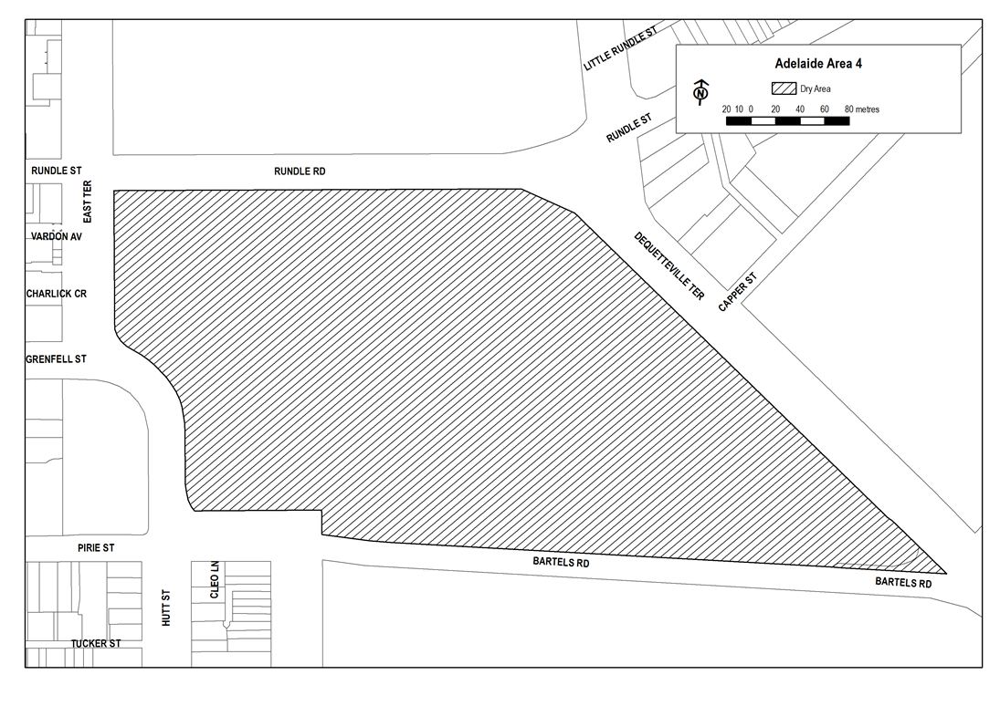 LITTLE RUNDLE ST
Adelaide Area 4
N
Dry Area
20 10 0 20 40 60 80 metres
RUNDLE ST
RUNDLE ST
RUNDLE RD
EAST TER
VARDON AV
DEQUETTEVILLE TER
CAPPER ST
CHARLICK CR
GRENFELL ST
PIRIE ST
BARTELS RD
CLEO LN
BARTELS RD
HUTT ST
TUCKER ST